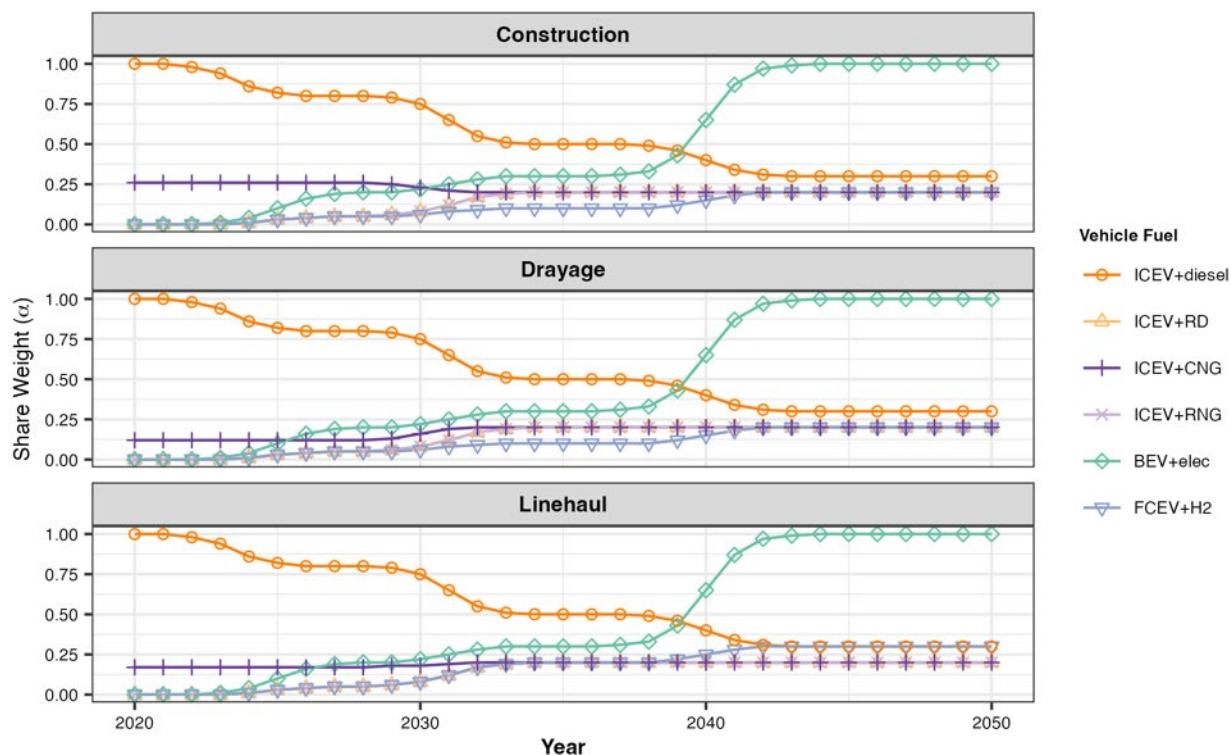 Construction
1.00
0.75
0.50
0.25
0.00
Drayage
1.00
0.75
0.50
0.25
0.00
Linehaul
1.00
0.75
0.50
0.25
0.00
2020 2030 2040 2050
Year
Share Weight (α)
Vehicle Fuel
ICEV+diesel
ICEV+RD
ICEV+CNG
ICEV+RNG
BEV+elec
FCEV+H2